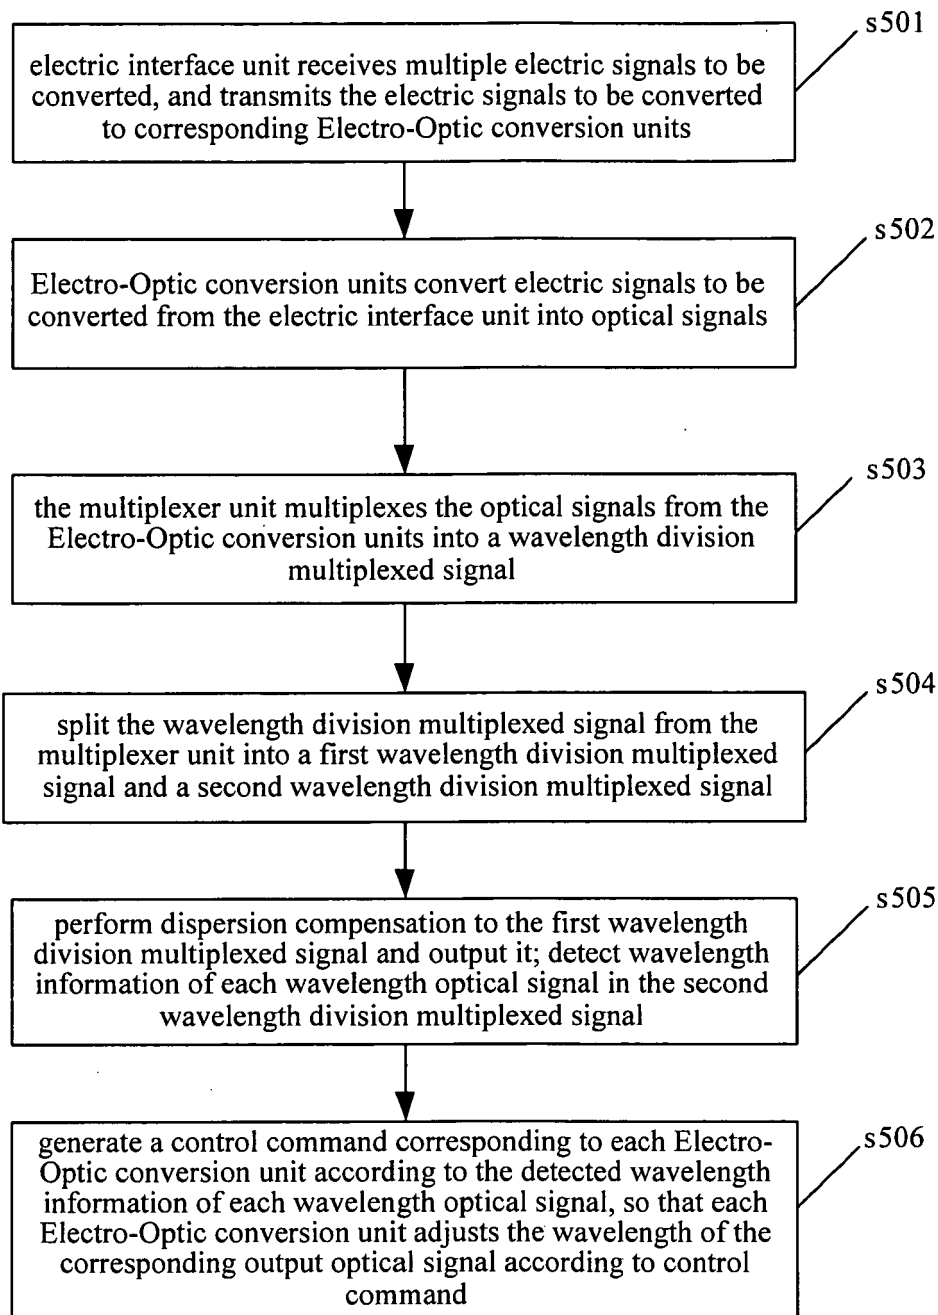 s501
electric interface unit receives multiple electric signals to be
converted, and transmits the electric signals to be converted
to corresponding Electro-Optic conversion units
s502
Electro-Optic conversion units convert electric signals to be
converted from the electric interface unit into optical signals
s503
the multiplexer unit multiplexes the optical signals from the
Electro-Optic conversion units into a wavelength division
multiplexed signal
s504
split the wavelength division multiplexed signal from the
multiplexer unit into a first wavelength division multiplexed
signal and a second wavelength division multiplexed signal
s505
perform dispersion compensation to the first wavelength
division multiplexed signal and output it; detect wavelength
information of each wavelength optical signal in the second
wavelength division multiplexed signal
s506
generate a control command corresponding to each Electro-
Optic conversion unit according to the detected wavelength
information of each wavelength optical signal, so that each
Electro-Optic conversion unit adjusts the wavelength of the
corresponding output optical signal according to control
command